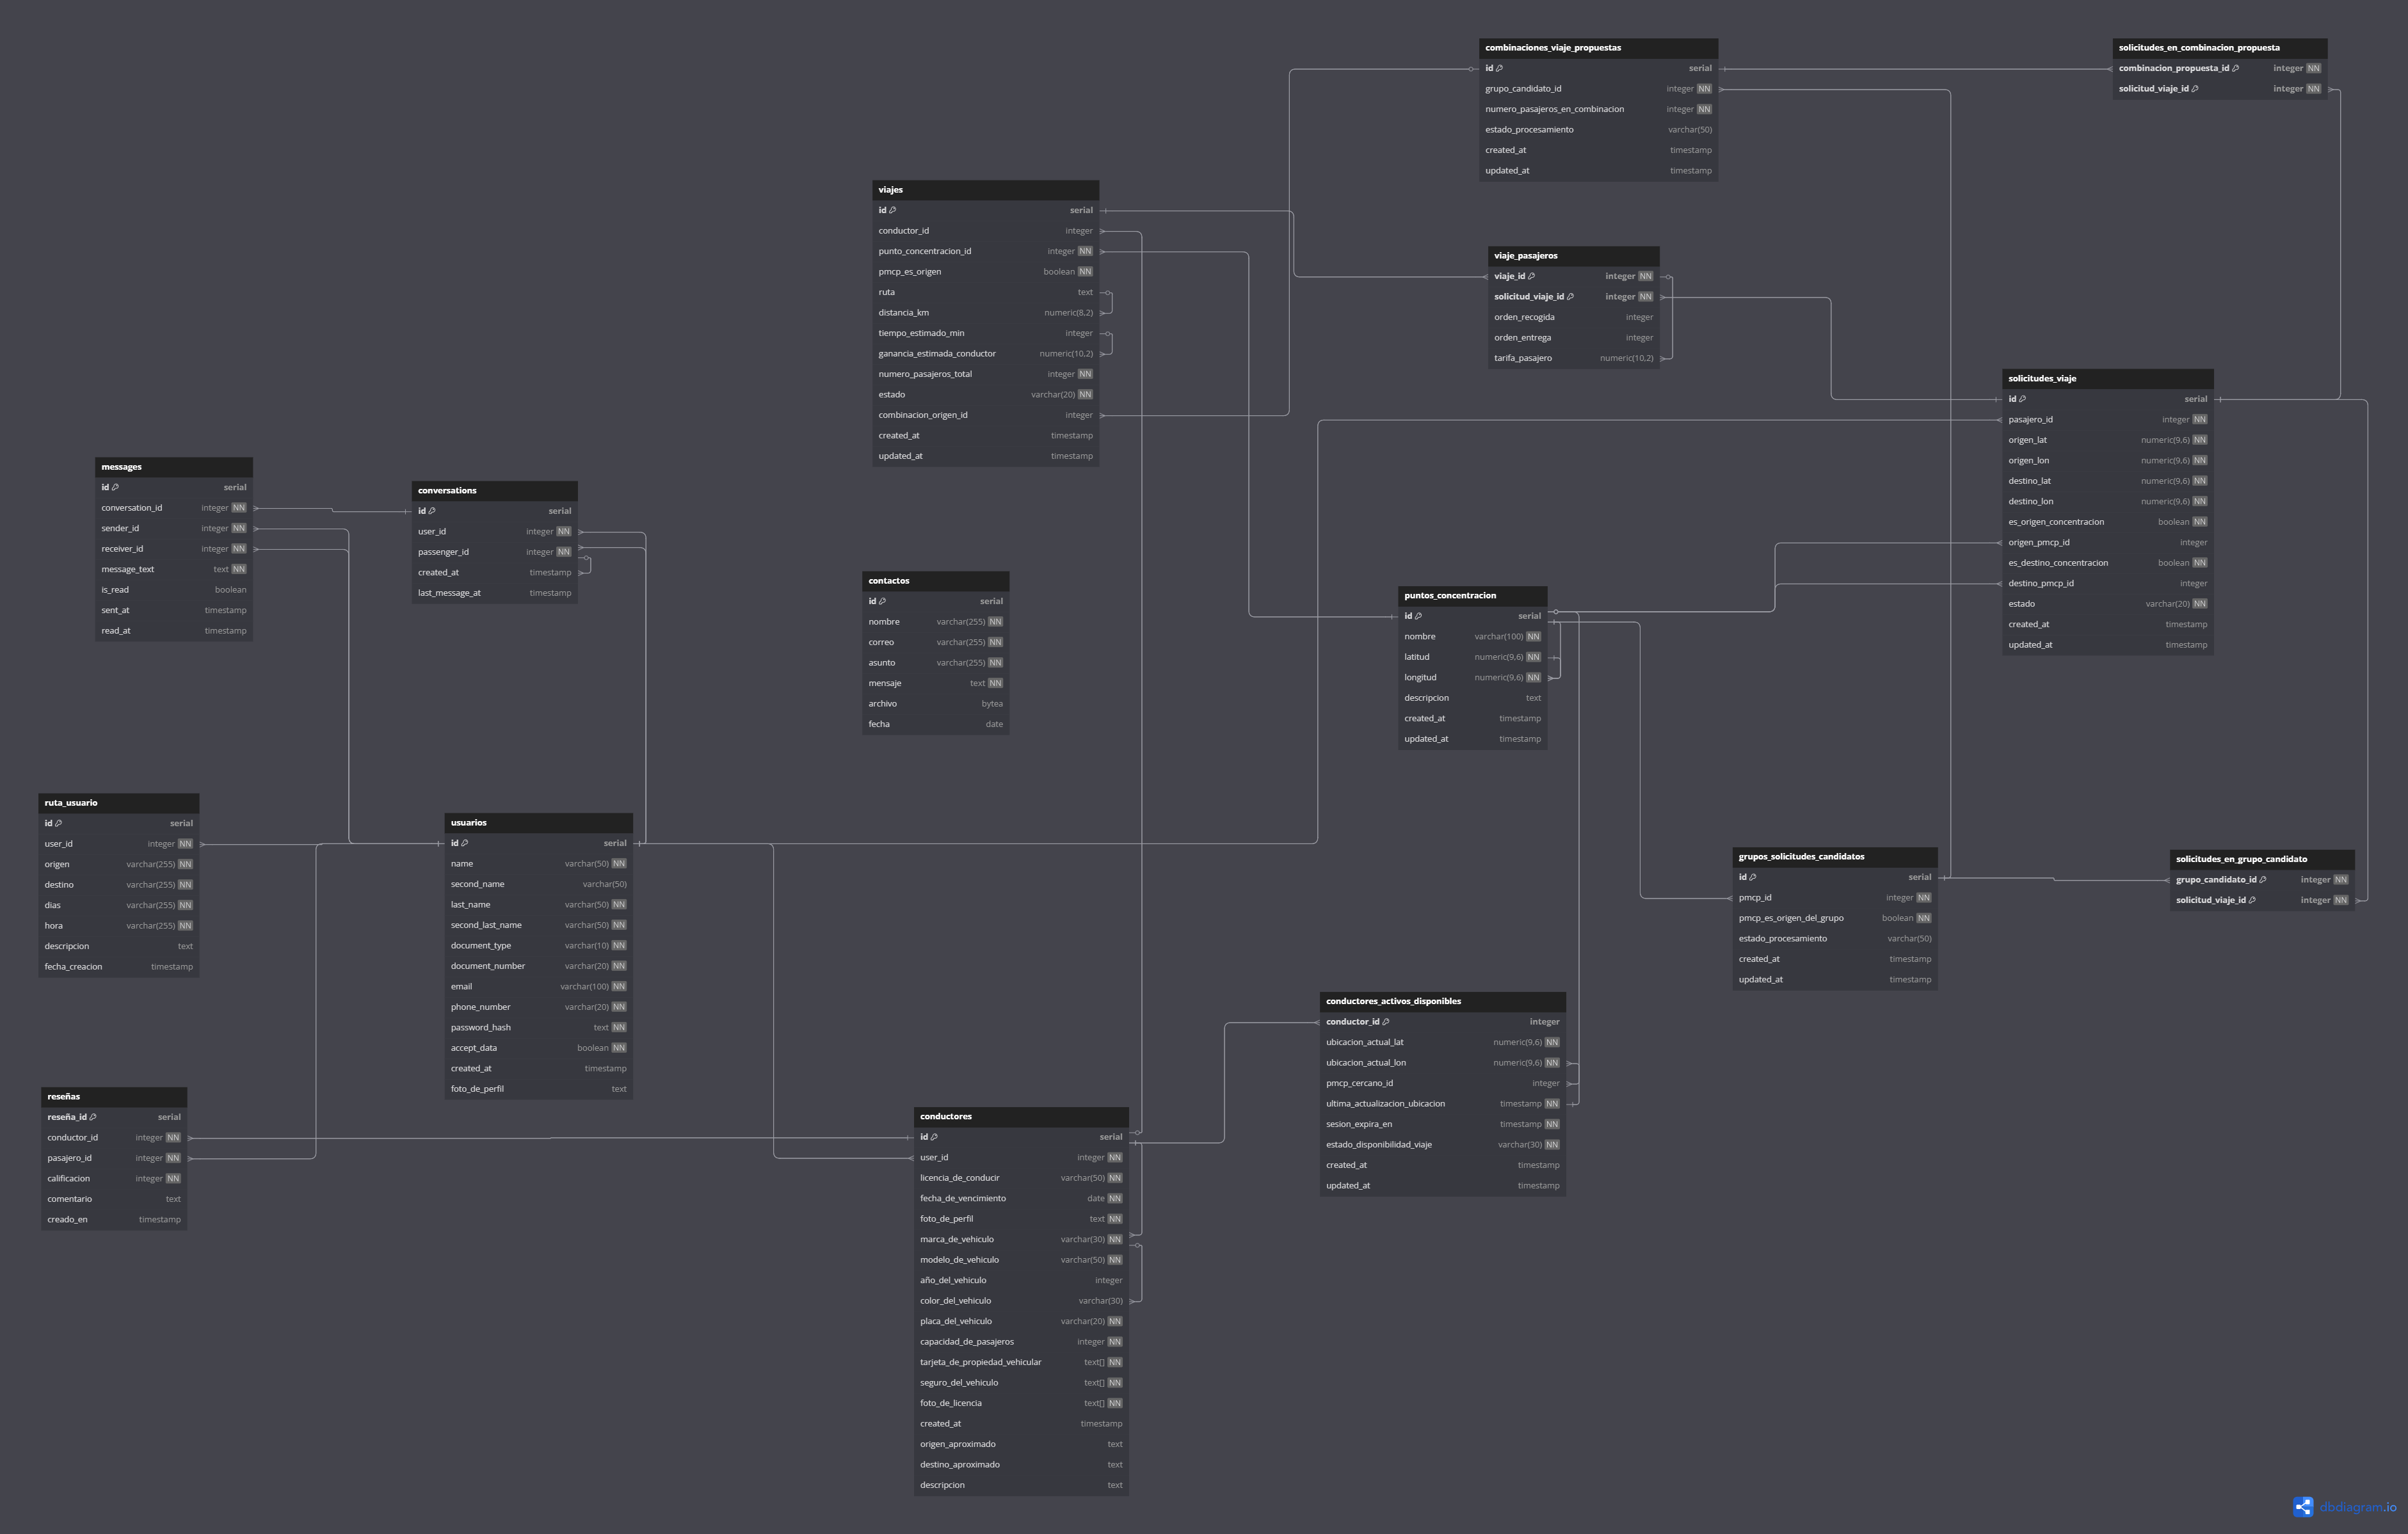 combinaciones_viaje_propuestas
id serial
grupo_candidato_id integer NN
numero_pasajeros_en_combinacion integer NN
estado_procesamiento varchar(50)
created_at timestamp
updated_at timestamp
solicitudes_en_combinacion_propuesta
combinacion_propuesta_id integer NN
solicitud_viaje_id integer NN
viajes
id serial
conductor_id integer
punto_concentracion_id integer NN
pmcp_es_origen boolean NN
ruta text
distancia_km numeric(8,2)
tiempo_estimado_min integer
ganancia_estimada_conductor numeric(10,2)
numero_pasajeros_total integer NN
estado varchar(20) NN
combinacion_origen_id integer
created_at timestamp
updated_at timestamp
viaje_pasajeros
viaje_id integer NN
solicitud_viaje_id integer NN
orden_recogida integer
orden_entrega integer
tarifa_pasajero numeric(10,2)
solicitudes_viaje
id serial
pasajero_id integer NN
origen_lat numeric(9,6) NN
origen_lon numeric(9,6) NN
destino_lat numeric(9,6) NN
destino_lon numeric(9,6) NN
es_origen_concentracion boolean NN
origen_pmcp_id integer
es_destino_concentracion boolean NN
destino_pmcp_id integer
estado varchar(20) NN
created_at timestamp
updated_at timestamp
messages
id serial
conversation_id integer NN
sender_id integer NN
receiver_id integer NN
message_text text NN
is_read boolean
sent_at timestamp
read_at timestamp
conversations
id serial
user_id integer NN
passenger_id integer NN
created_at timestamp
last_message_at timestamp
contactos
id serial
nombre varchar(255) NN
correo varchar(255) NN
asunto varchar(255) NN
mensaje text NN
archivo bytea
fecha date
puntos_concentracion
id serial
nombre varchar(100) NN
latitud numeric(9,6) NN
longitud numeric(9,6) NN
descripcion text
created_at timestamp
updated_at timestamp
ruta_usuario
id serial
user_id integer NN
origen varchar(255) NN
destino varchar(255) NN
dias varchar(255) NN
hora varchar(255) NN
descripcion text
fecha_creacion timestamp
usuarios
id serial
name varchar(50) NN
second_name varchar(50)
last_name varchar(50) NN
second_last_name varchar(50) NN
document_type varchar(10) NN
document_number varchar(20) NN
email varchar(100) NN
phone_number varchar(20) NN
password_hash text NN
accept_data boolean NN
created_at timestamp
foto_de_perfil text
grupos_solicitudes_candidatos
id serial
pmcp_id integer NN
pmcp_es_origen_del_grupo boolean NN
estado_procesamiento varchar(50)
created_at timestamp
updated_at timestamp
solicitudes_en_grupo_candidato
grupo_candidato_id integer NN
solicitud_viaje_id integer NN
conductores_activos_disponibles
conductor_id integer
ubicacion_actual_lat numeric(9,6) NN
ubicacion_actual_lon numeric(9,6) NN
pmcp_cercano_id integer
ultima_actualizacion_ubicacion timestamp NN
sesion_expira_en timestamp NN
estado_disponibilidad_viaje varchar(30) NN
created_at timestamp
updated_at timestamp
reseñas
reseña_id serial
conductor_id integer NN
pasajero_id integer NN
calificacion integer NN
comentario text
creado_en timestamp
conductores
id serial
user_id integer NN
licencia_de_conducir varchar(50) NN
fecha_de_vencimiento date NN
foto_de_perfil text NN
marca_de_vehiculo varchar(30) NN
modelo_de_vehiculo varchar(50) NN
año_del_vehiculo integer
color_del_vehiculo varchar(30)
placa_del_vehiculo varchar(20) NN
capacidad_de_pasajeros integer NN
tarjeta_de_propiedad_vehicular text[] NN
seguro_del_vehiculo text[] NN
foto_de_licencia text[] NN
created_at timestamp
origen_aproximado text
destino_aproximado text
descripcion text
dbdiagram.io